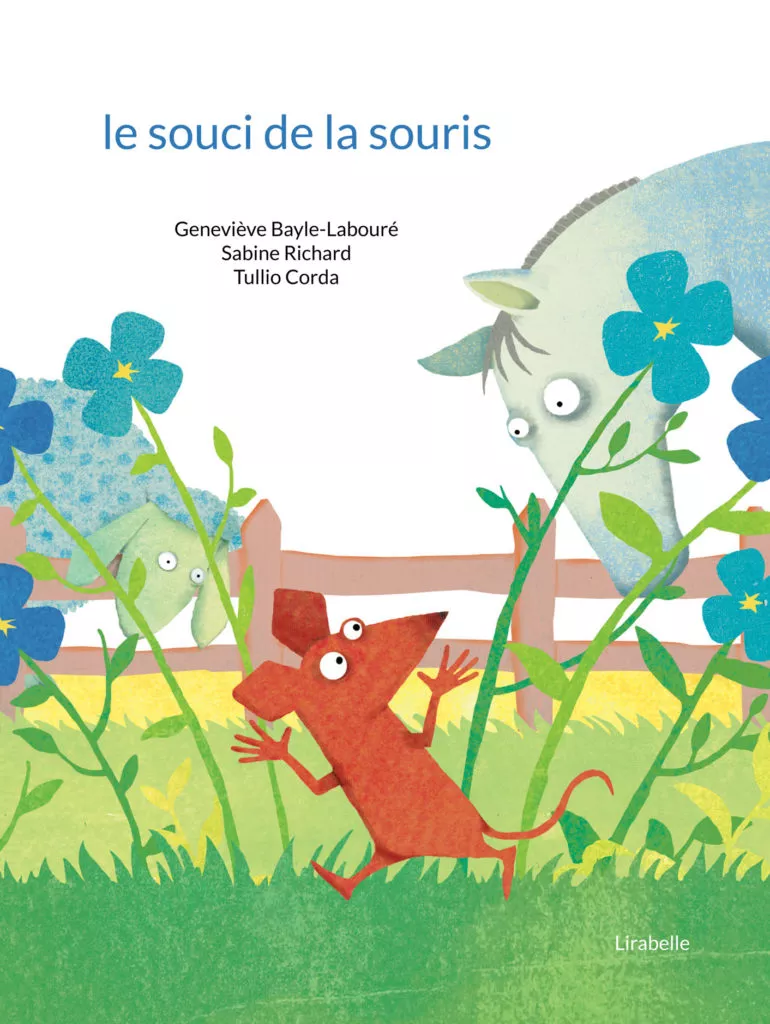 le souci de la souris
Geneviève Bayle-Labouré
Sabine Richard
Tullio Corda
Lirabelle